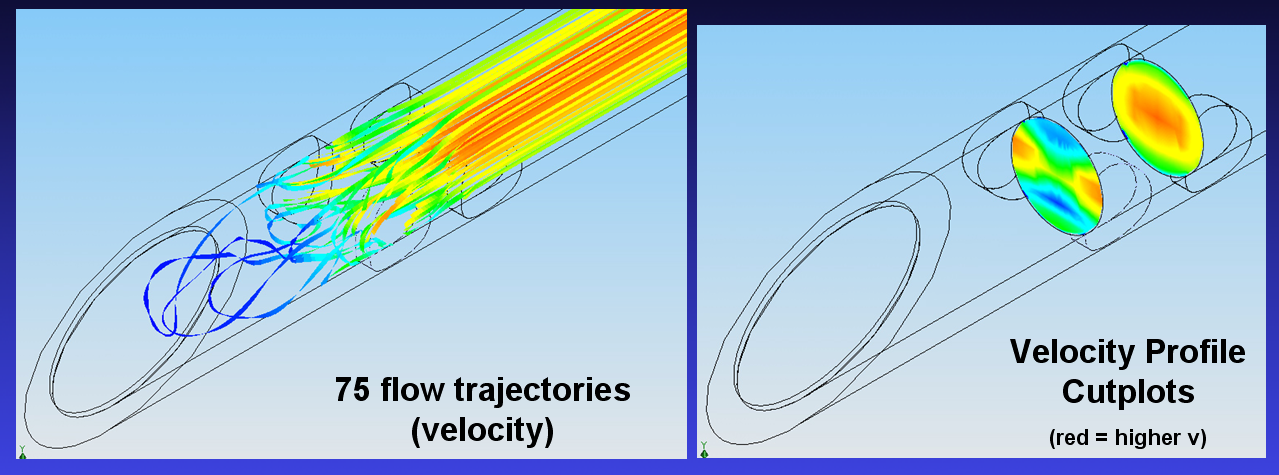 75 flow trajectories
(velocity)
Velocity Profile
Cutplots
(red = higher v)
Y
Y